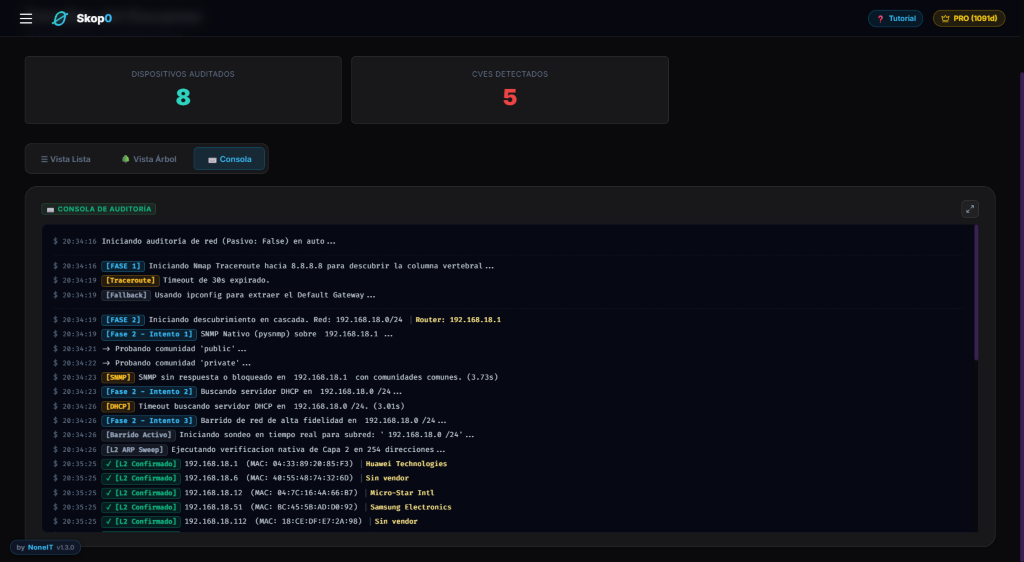 Skop0
❓ Tutorial
PRO (1091d)
DISPOSITIVOS AUDITADOS
8
CVES DETECTADOS
5
☰ Vista Lista
Vista Árbol
Consola
CONSOLA DE AUDITORÍA
$ 20:34:16 Iniciando auditoria de red (Pasivo: False) en auto...
$ 20:34:16 [FASE 1] Iniciando Nmap Traceroute hacia 8.8.8.8 para descubrir la columna vertebral...
$ 20:34:19 [Traceroute] Timeout de 30s expirado.
$ 20:34:19 [Fallback] Usando ipconfig para extraer el Default Gateway...
$ 20:34:19 [FASE 2] Iniciando descubrimiento en cascada. Red: 192.168.18.0/24 | Router: 192.168.18.1
$ 20:34:19 [Fase 2 - Intento 1] SNMP Nativo (pysnmp) sobre 192.168.18.1 ...
$ 20:34:21 → Probando comunidad 'public'...
$ 20:34:22 → Probando comunidad 'private'...
$ 20:34:23 [SNMP] SNMP sin respuesta o bloqueado en 192.168.18.1 con comunidades comunes. (3.73s)
$ 20:34:23 [Fase 2 - Intento 2] Buscando servidor DHCP en 192.168.18.0 /24...
$ 20:34:26 [DHCP] Timeout buscando servidor DHCP en 192.168.18.0 /24. (3.01s)
$ 20:34:26 [Fase 2 - Intento 3] Barrido de red de alta fidelidad en 192.168.18.0 /24...
$ 20:34:26 [Barrido Activo] Iniciando sondeo en tiempo real para subred: ' 192.168.18.0 /24'...
$ 20:34:26 [L2 ARP Sweep] Ejecutando verificacion nativa de Capa 2 en 254 direcciones...
$ 20:35:25 ✓ [L2 Confirmado] 192.168.18.1 (MAC: 04:33:89:20:85:F3) | Huawei Technologies
$ 20:35:25 ✓ [L2 Confirmado] 192.168.18.6 (MAC: 40:55:48:74:32:6D) | Sin vendor
$ 20:35:25 ✓ [L2 Confirmado] 192.168.18.12 (MAC: 04:7C:16:4A:66:B7) | Micro-Star Intl
$ 20:35:25 ✓ [L2 Confirmado] 192.168.18.51 (MAC: 8C:45:5B:AD:D0:92) | Samsung Electronics
$ 20:35:25 ✓ [L2 Confirmado] 192.168.18.112 (MAC: 18:CE:DF:E7:2A:98) | Sin vendor
by NoneIT v1.3.0